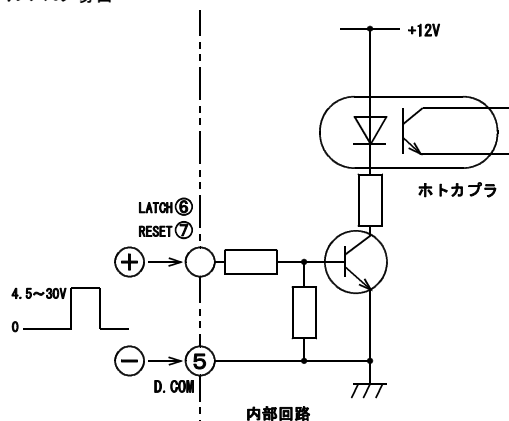 +12V
ホトカプラ
LATCH⑥
RESET⑦
+
4.5～30V
0
−
⑤
D.COM
内部回路